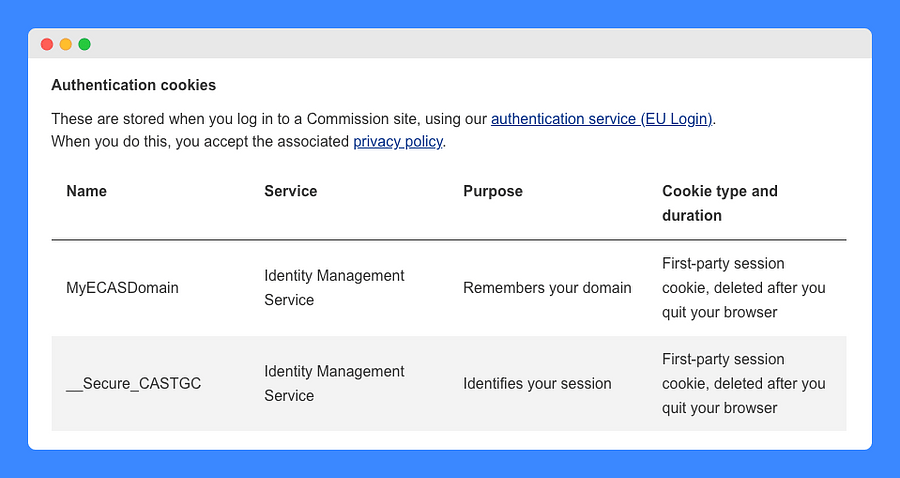 Authentication cookies
These are stored when you log in to a Commission site, using our authentication service (EU Login).
When you do this, you accept the associated privacy policy.
Name
Service
Purpose
Cookie type and
duration
MyECASDomain
Identity Management
Service
Remembers your domain
First-party session
cookie, deleted after you
quit your browser
__Secure_CASTGC
Identity Management
Service
Identifies your session
First-party session
cookie, deleted after you
quit your browser